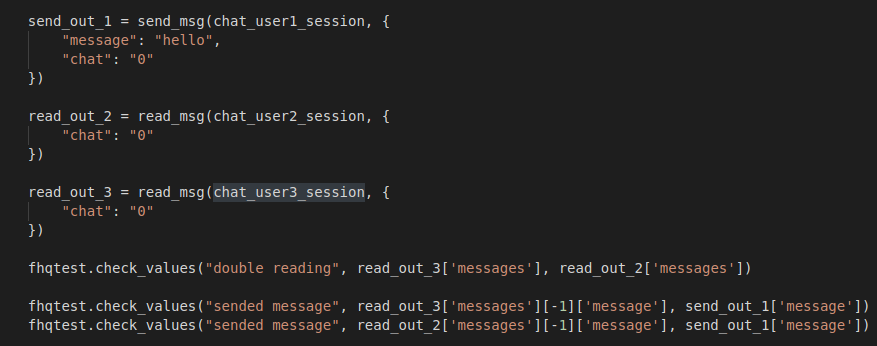 send_out_1 = send_msg(chat_user1_session, {
    "message": "hello",
    "chat": "0"
})
read_out_2 = read_msg(chat_user2_session, {
    "chat": "0"
})
read_out_3 = read_msg(chat_user3_session, {
    "chat": "0"
})
fhqtest.check_values("double reading", read_out_3['messages'], read_out_2['messages'])
fhqtest.check_values("sended message", read_out_3['messages'][-1]['message'], send_out_1['message'])
fhqtest.check_values("sended message", read_out_2['messages'][-1]['message'], send_out_1['message'])